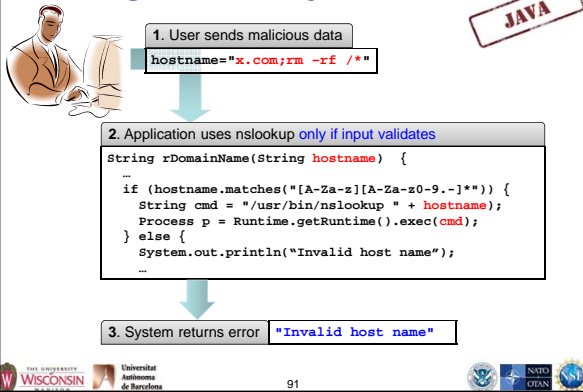 JAVA
1. User sends malicious data
hostname="x.com;rm –rf /*"
2. Application uses nslookup only if input validates
String rDomainName(String hostname) {
…
if (hostname.matches("[A-Za-z][A-Za-z0-9.-]*")) {
String cmd = "/usr/bin/nslookup " + hostname);
Process p = Runtime.getRuntime().exec(cmd);
} else {
System.out.println(“Invalid host name”);
…
3. System returns error
"Invalid host name"
THE UNIVERSITY
WISCONSIN
MADISON
Universitat
Autònoma
de Barcelona
91
NATO
OTAN
NSF